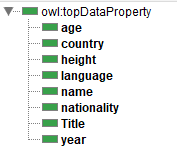 owl:topDataProperty
age
country
height
language
name
nationality
Title
year